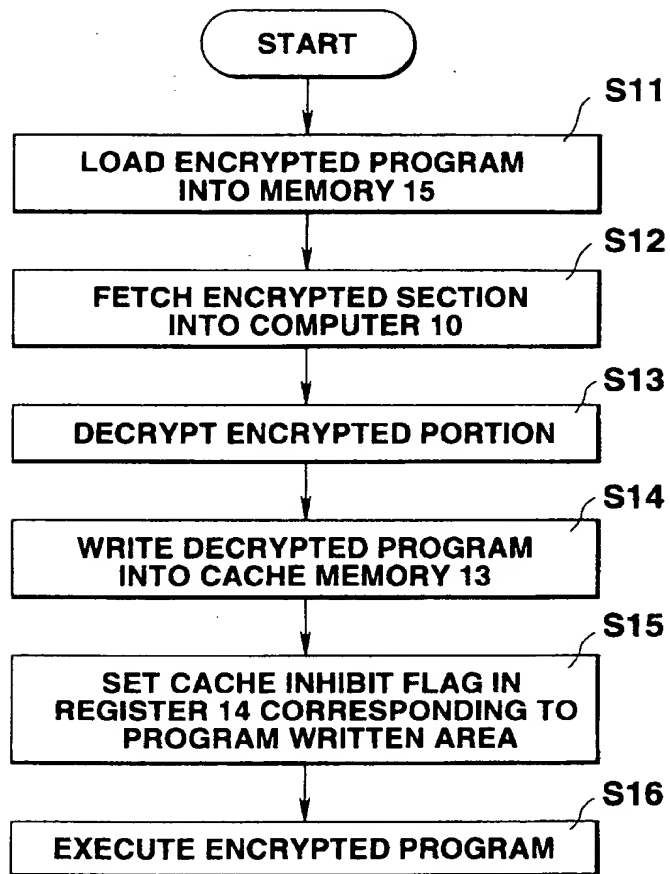 START
S11
LOAD ENCRYPTED PROGRAM
INTO MEMORY 15
S12
FETCH ENCRYPTED SECTION
INTO COMPUTER 10
S13
DECRYPT ENCRYPTED PORTION
S14
WRITE DECRYPTED PROGRAM
INTO CACHE MEMORY 13
S15
SET CACHE INHIBIT FLAG IN
REGISTER 14 CORRESPONDING TO
PROGRAM WRITTEN AREA
S16
EXECUTE ENCRYPTED PROGRAM